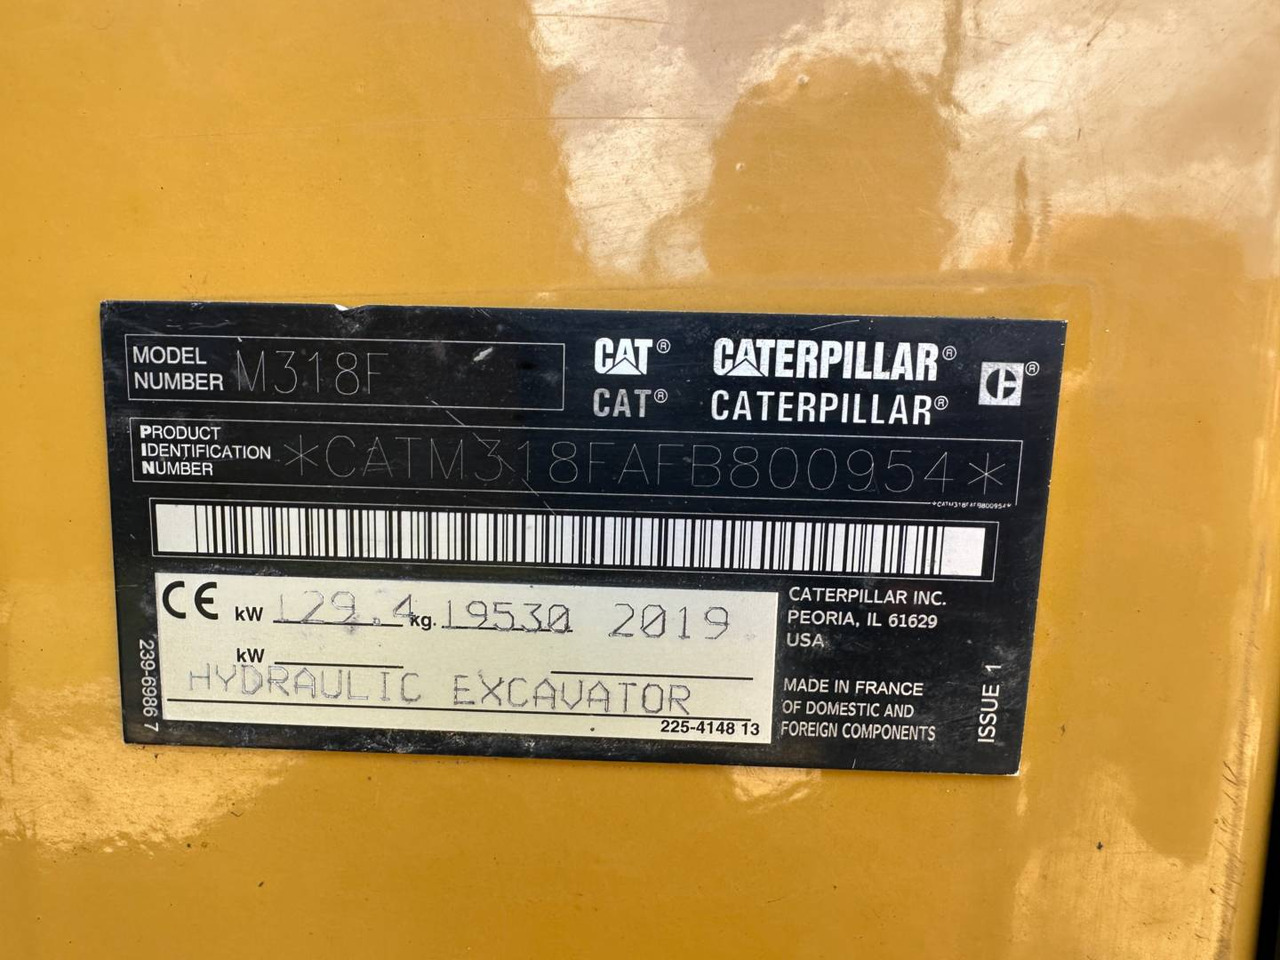 MODEL
NUMBER M318F
CAT® CATERPILLAR®
CAT® CATERPILLAR®
PRODUCT
IDENTIFICATION
NUMBER *CATM318FAFB800954*
*CATM318FAFB800954*
CE kW 129.4 kg. 19530 2019
kW
HYDRAULIC EXCAVATOR
225-4148 13
239-6986 7
CATERPILLAR INC.
PEORIA, IL 61629
USA
MADE IN FRANCE
OF DOMESTIC AND
FOREIGN COMPONENTS
ISSUE 1